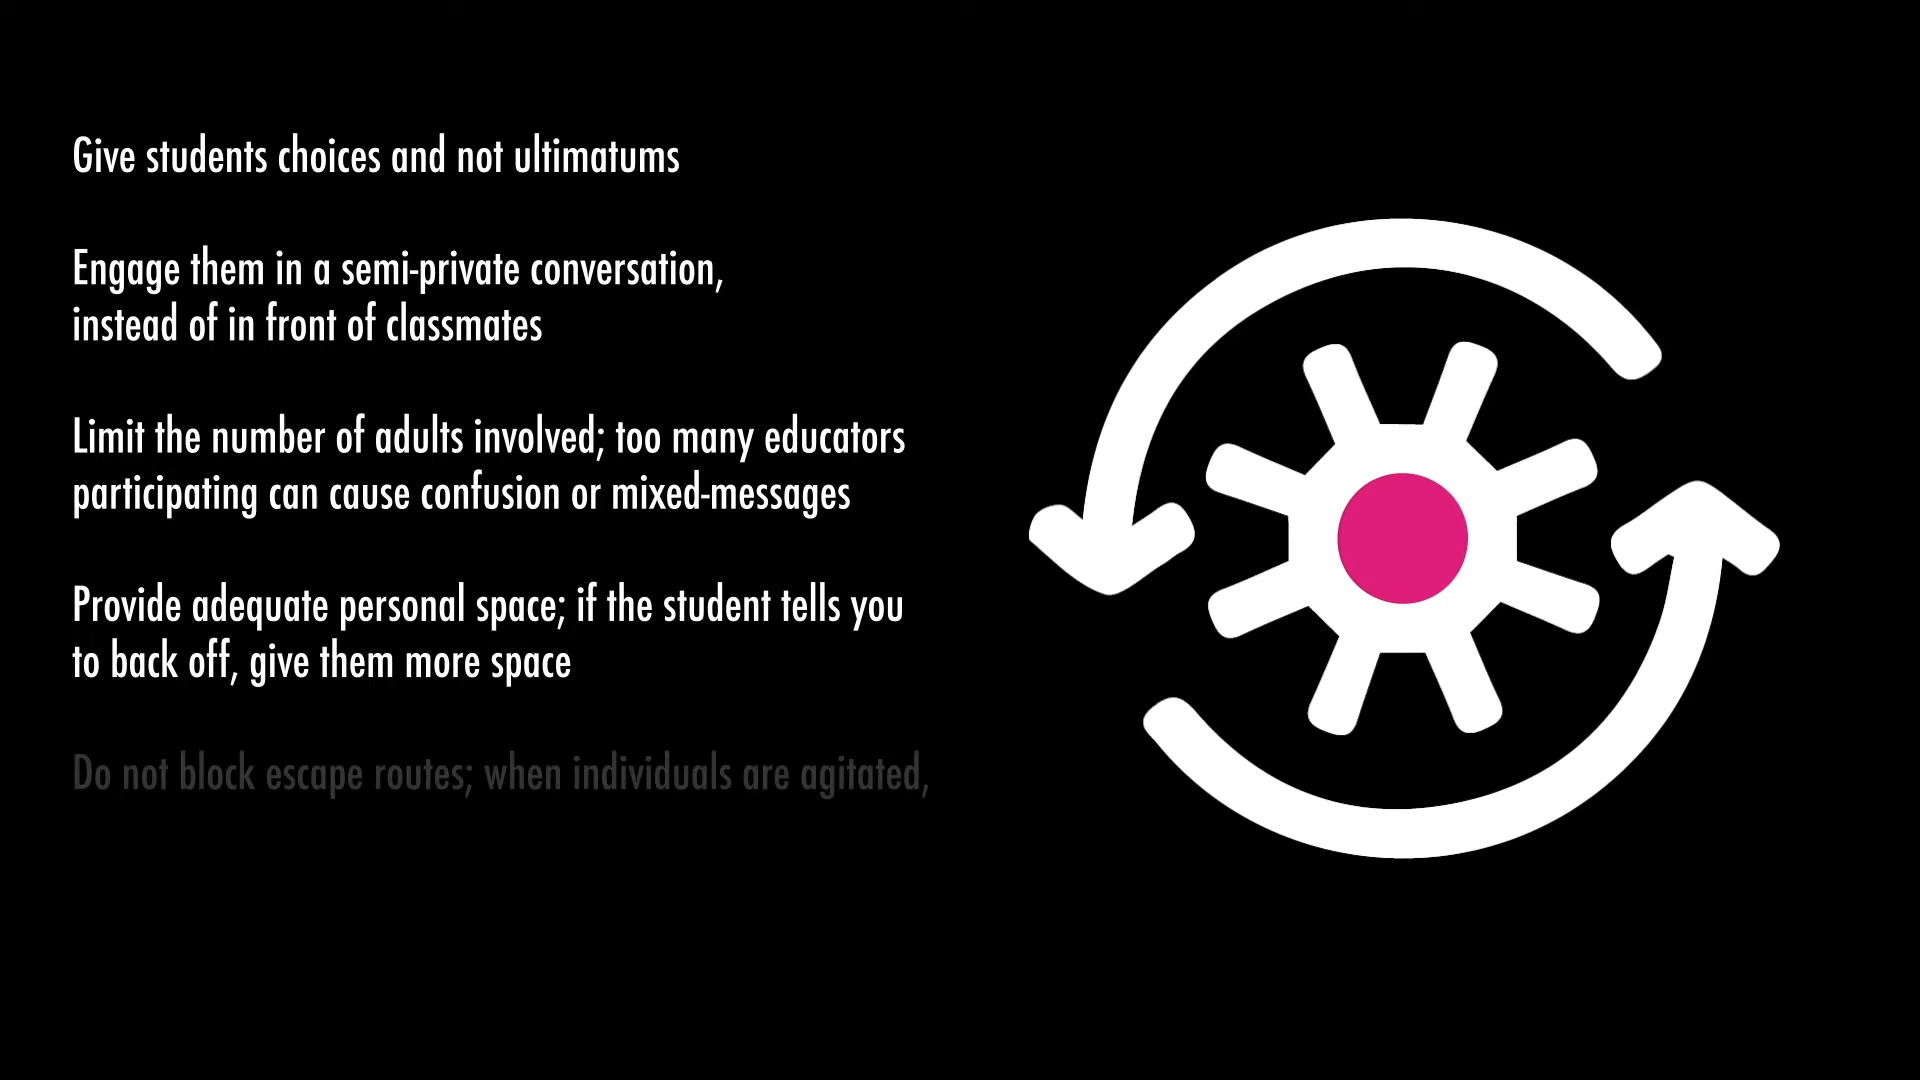 Give students choices and not ultimatums
Engage them in a semi-private conversation,
instead of in front of classmates
Limit the number of adults involved; too many educators
participating can cause confusion or mixed-messages
Provide adequate personal space; if the student tells you
to back off, give them more space
Do not block escape routes; when individuals are agitated,